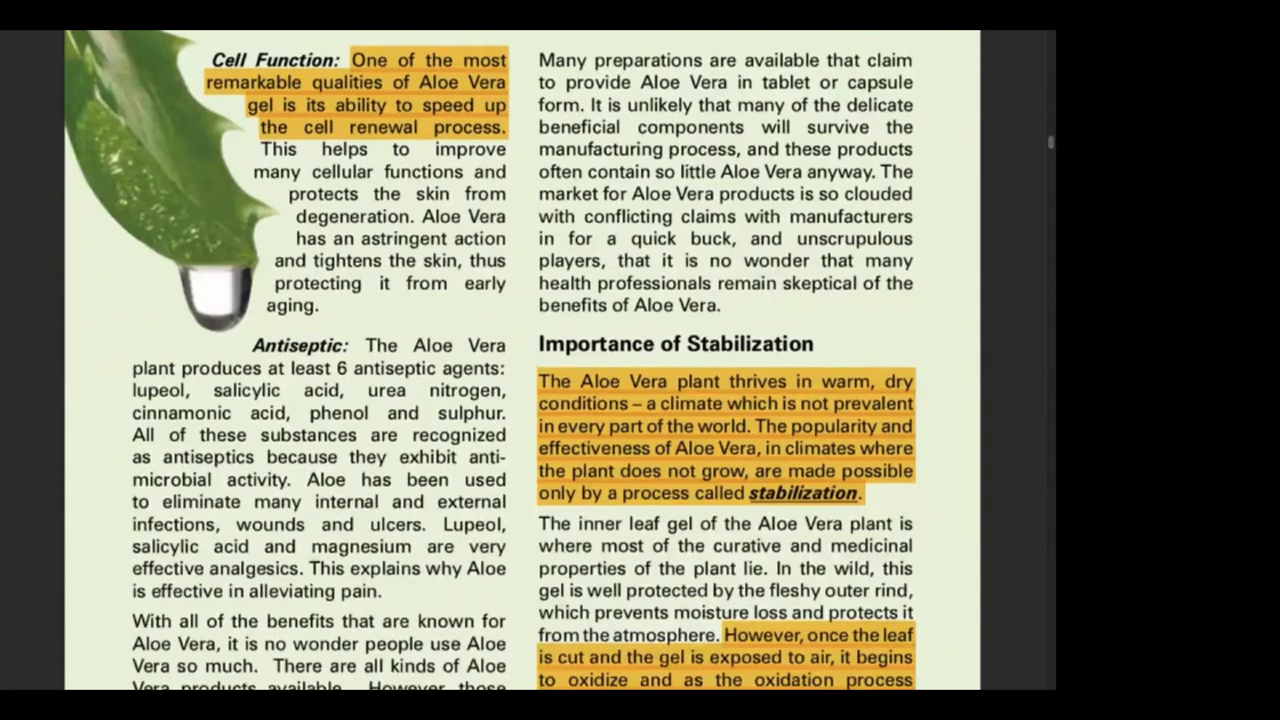 Cell Function: One of the most
remarkable qualities of Aloe Vera
gel is its ability to speed up
the cell renewal process.
This helps to improve
many cellular functions and
protects the skin from
degeneration. Aloe Vera
has an astringent action
and tightens the skin, thus
protecting it from early
aging.
Antiseptic: The Aloe Vera
plant produces at least 6 antiseptic agents:
lupeol, salicylic acid, urea nitrogen,
cinnamonic acid, phenol and sulphur.
All of these substances are recognized
as antiseptics because they exhibit anti-
microbial activity. Aloe has been used
to eliminate many internal and external
infections, wounds and ulcers. Lupeol,
salicylic acid and magnesium are very
effective analgesics. This explains why Aloe
is effective in alleviating pain.
With all of the benefits that are known for
Aloe Vera, it is no wonder people use Aloe
Vera so much. There are all kinds of Aloe
Vera products available. However those
Many preparations are available that claim
to provide Aloe Vera in tablet or capsule
form. It is unlikely that many of the delicate
beneficial components will survive the
manufacturing process, and these products
often contain so little Aloe Vera anyway. The
market for Aloe Vera products is so clouded
with conflicting claims with manufacturers
in for a quick buck, and unscrupulous
players, that it is no wonder that many
health professionals remain skeptical of the
benefits of Aloe Vera.
Importance of Stabilization
The Aloe Vera plant thrives in warm, dry
conditions – a climate which is not prevalent
in every part of the world. The popularity and
effectiveness of Aloe Vera, in climates where
the plant does not grow, are made possible
only by a process called stabilization.
The inner leaf gel of the Aloe Vera plant is
where most of the curative and medicinal
properties of the plant lie. In the wild, this
gel is well protected by the fleshy outer rind,
which prevents moisture loss and protects it
from the atmosphere. However, once the leaf
is cut and the gel is exposed to air, it begins
to oxidize and as the oxidation process